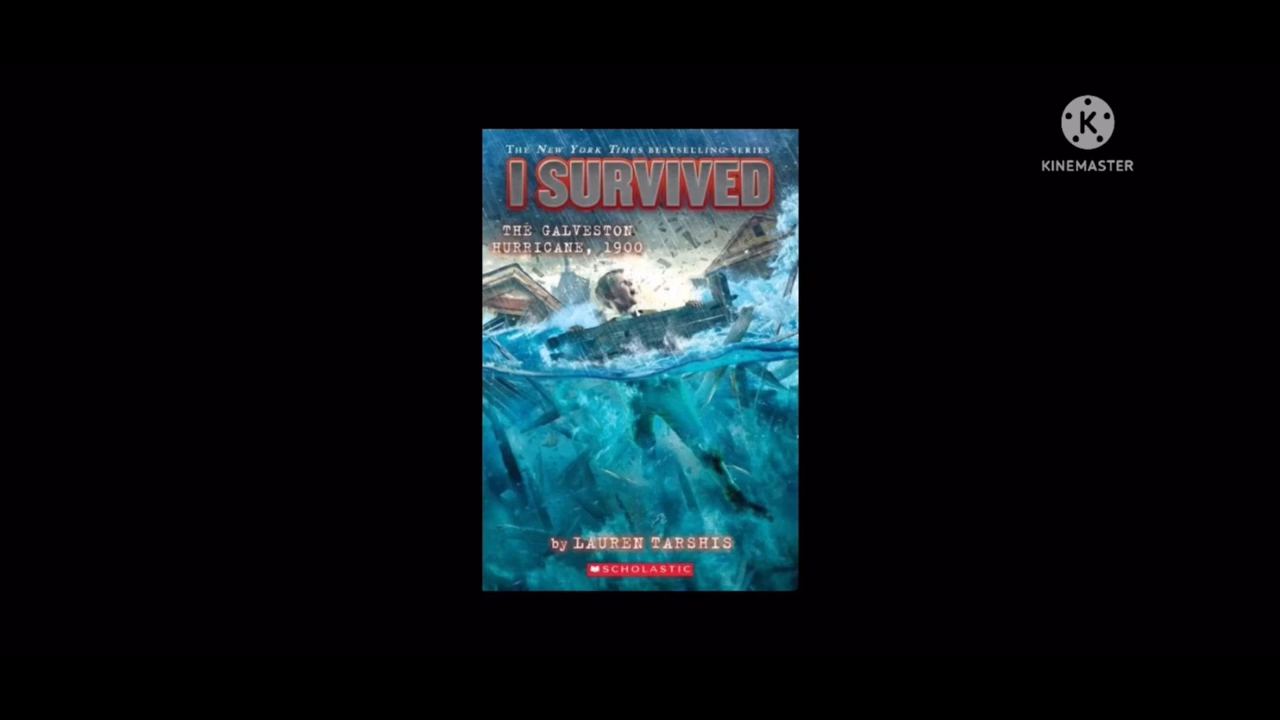 THE NEW YORK TIMES BESTSELLING SERIES
I SURVIVED
THE GALVESTON
HURRICANE, 1900
by LAUREN TARSHIS
SCHOLASTIC
K
KINEMASTER